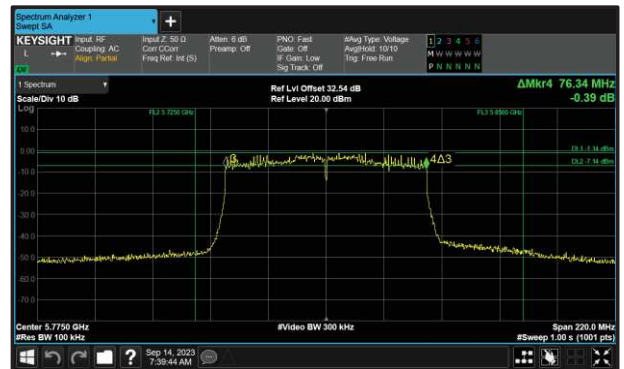 Spectrum Analyzer 1
Swept SA
+
KEYSIGHT Input: RF Input Z: 50 Ω Atten: 6 dB PNO: Fast #Avg Type: Voltage 1 2 3 4 5 6
L Coupling: AC Corr CCorr Preamp: Off Gate: Off Avg|Hold: 10/10 M W W W W W
Align: Partial Freq Ref: Int (S) IF Gain: Low Trig: Free Run
Sig Track: Off P N N N N N
1 Spectrum ΔMkr4 76.34 MHz
Ref Lvl Offset 32.54 dB
Scale/Div 10 dB Ref Level 20.00 dBm -0.39 dB
Log
FL2 5.7250 GHz FL3 5.8500 GHz
10.0
0.00 DL1 -1.14 dBm
DL2 -7.14 dBm
4Δ3
-10.0
-20.0
-30.0
-40.0
-50.0
-60.0
-70.0
Center 5.7750 GHz #Video BW 300 kHz Span 220.0 MHz
#Res BW 100 kHz #Sweep 1.00 s (1001 pts)
? Sep 14, 2023
7:39:44 AM